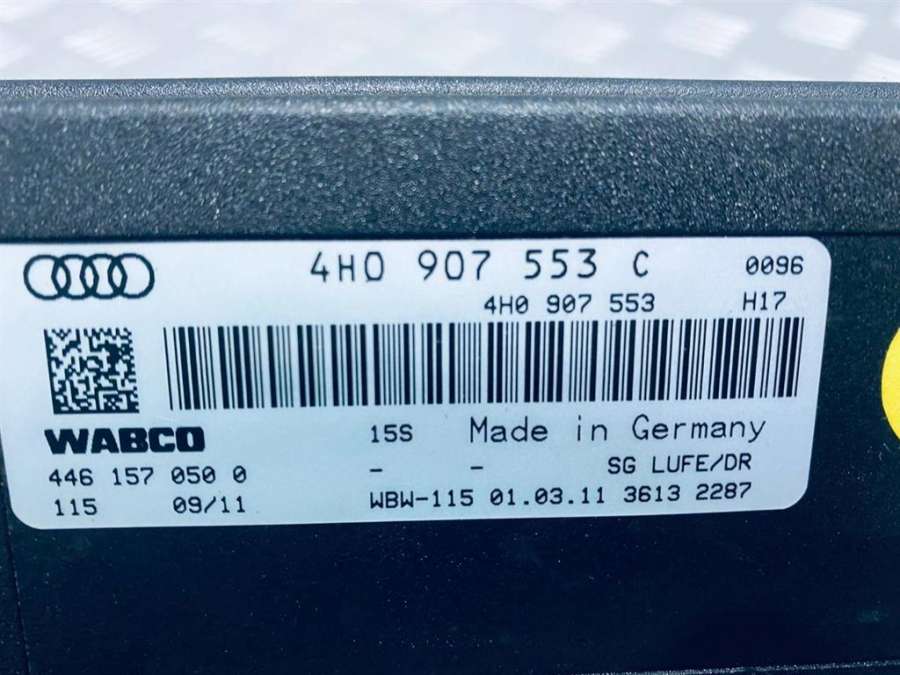 4H0 907 553 C 0096
4H0 907 553 H17
WABCO 15S Made in Germany
446 157 050 0 - - SG LUFE/DR
115 09/11 WBW-115 01.03.11 3613 2287